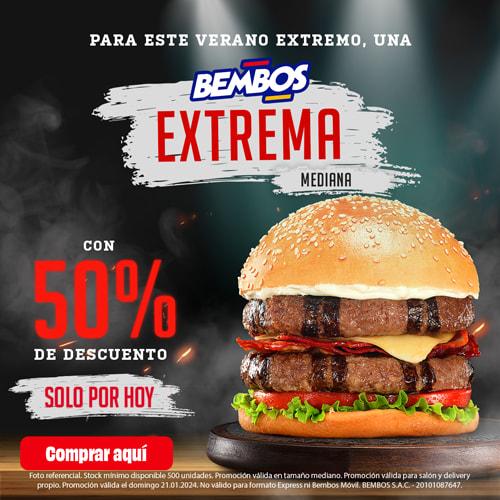 PARA ESTE VERANO EXTREMO, UNA
BEMBOS
EXTREMA
MEDIANA
CON
50%
DE DESCUENTO
SOLO POR HOY
Comprar aquí
Foto referencial. Stock mínimo disponible 500 unidades. Promoción válida en tamaño mediano. Promoción válida para salón y delivery
propio. Promoción válida el domingo 21.01.2024. No válido para formato Express ni Bembos Móvil. BEMBOS S.A.C. - 20101087647.